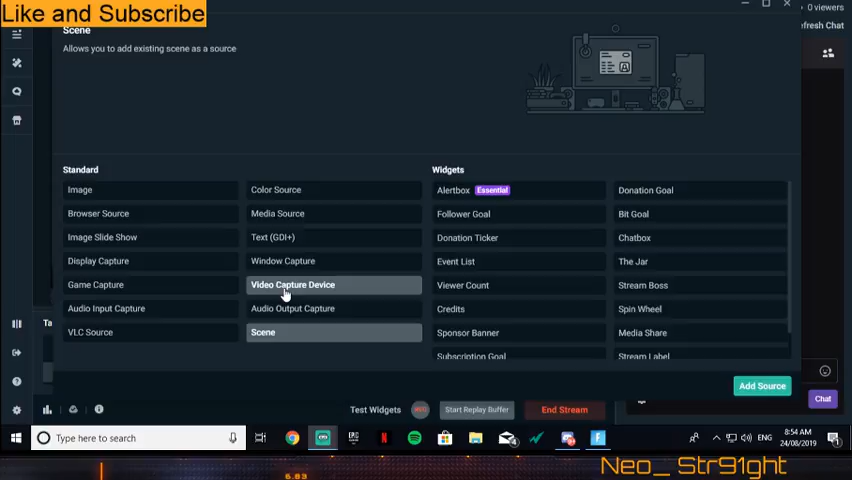 Like and Subscribe
0 viewers
efresh Chat
Scene
Allows you to add existing scene as a source
Standard
Widgets
Image
Color Source
Alertbox Essential
Donation Goal
Browser Source
Media Source
Follower Goal
Bit Goal
Image Slide Show
Text (GDI+)
Donation Ticker
Chatbox
Display Capture
Window Capture
Event List
The Jar
Game Capture
Video Capture Device
Viewer Count
Stream Boss
Audio Input Capture
Audio Output Capture
Credits
Spin Wheel
VLC Source
Scene
Sponsor Banner
Media Share
Subscription Goal
Stream Label
Ta
Add Source
Chat
Test Widgets
REC
Start Replay Buffer
End Stream
Type here to search
ENG
8:54 AM
24/08/2019
6.83
Neo_ Str91ght